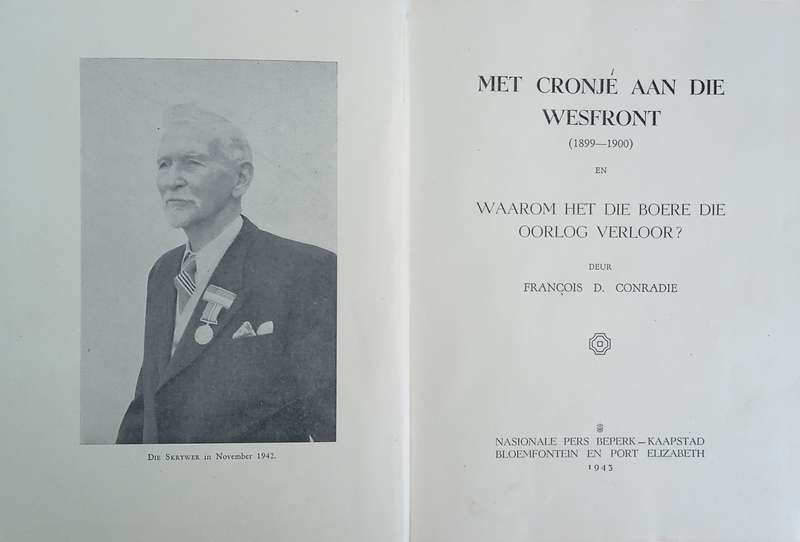 Die Skrywer in November 1942.
MET CRONJÉ AAN DIE
WESFRONT
(1899—1900)
EN
WAAROM HET DIE BOERE DIE
OORLOG VERLOOR?
DEUR
FRANÇOIS D. CONRADIE
NASIONALE PERS BEPERK — KAAPSTAD
BLOEMFONTEIN EN PORT ELIZABETH
1943